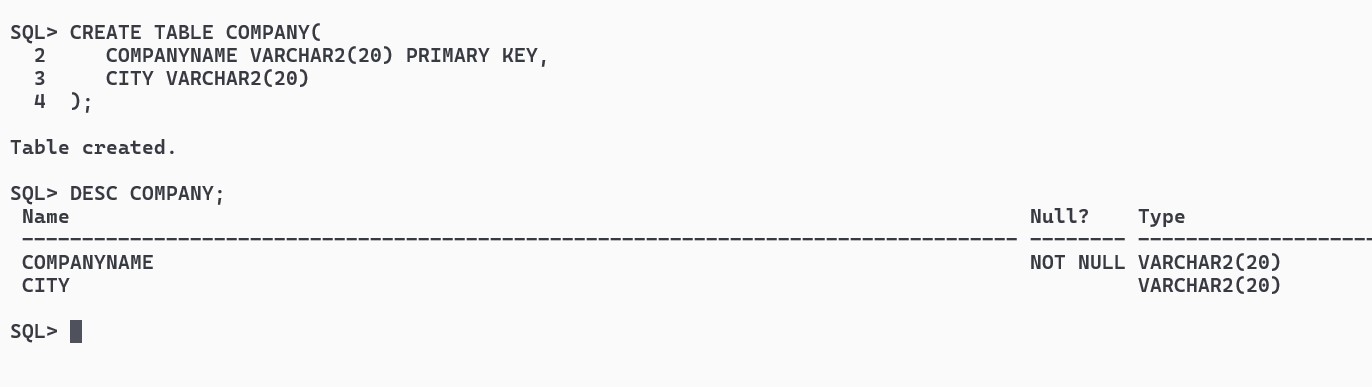 SQL> CREATE TABLE COMPANY(
  2     COMPANYNAME VARCHAR2(20) PRIMARY KEY,
  3     CITY VARCHAR2(20)
  4  );
Table created.
SQL> DESC COMPANY;
 Name                                                                                Null?    Type
 ----------------------------------------------------------------------------------- -------- --------------------
 COMPANYNAME                                                                         NOT NULL VARCHAR2(20)
 CITY                                                                                         VARCHAR2(20)
SQL>